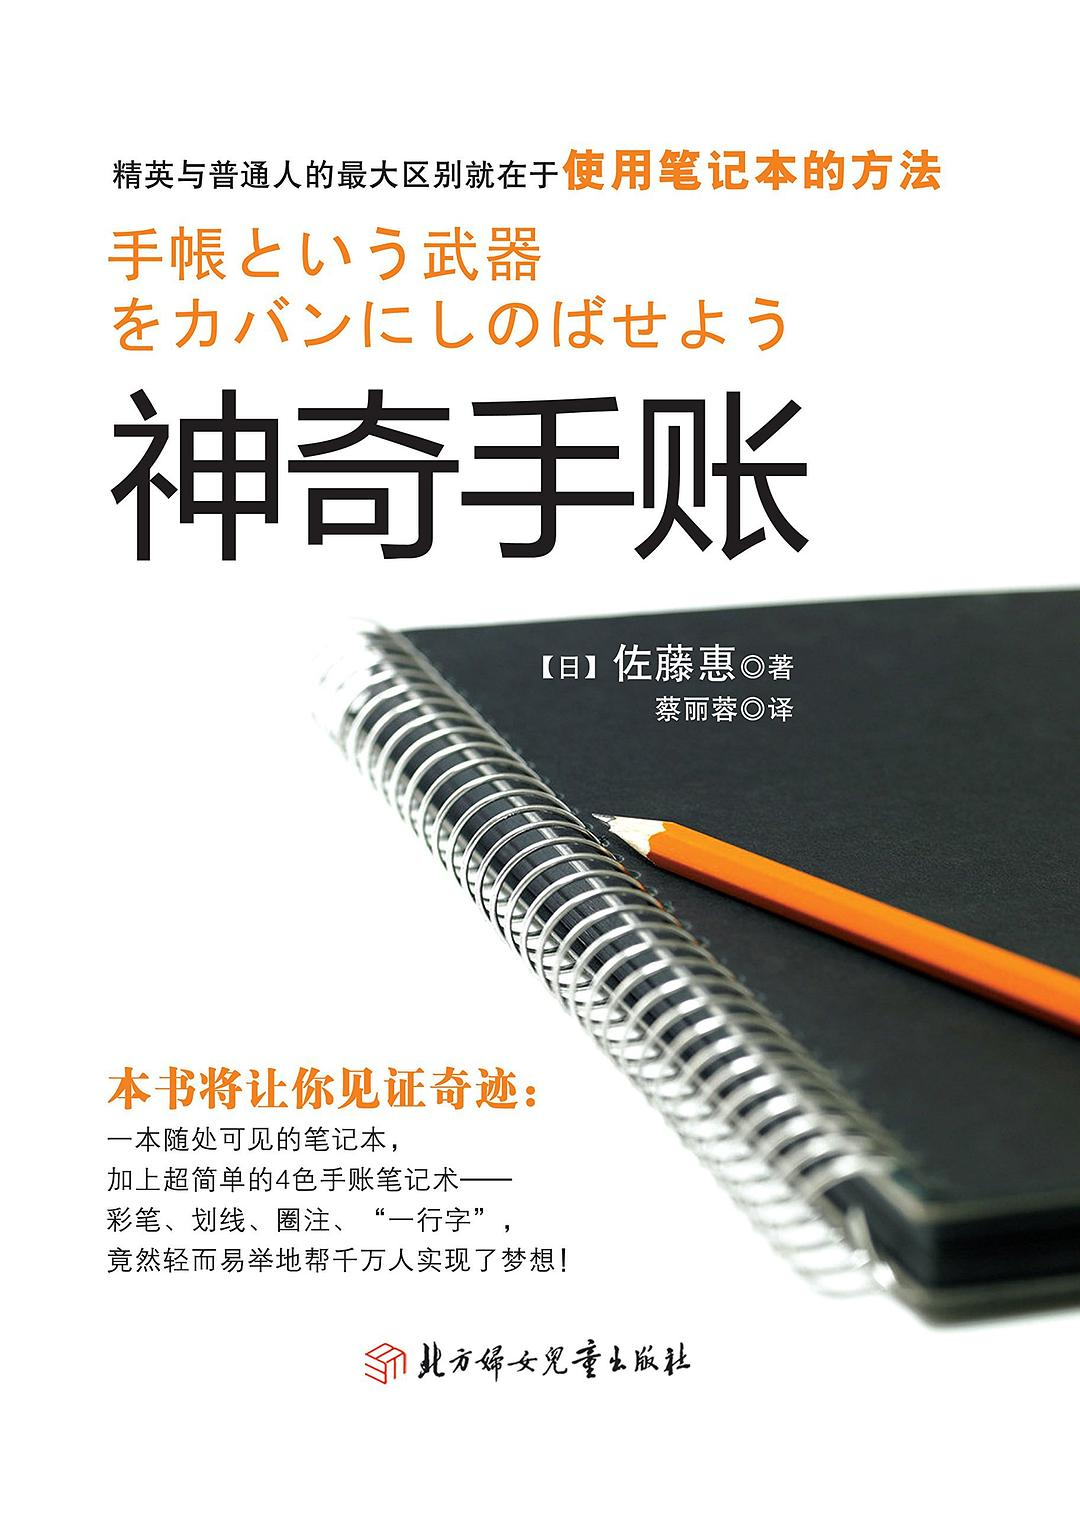 精英与普通人的最大区别就在于使用笔记本的方法
手帳という武器
をカバンにしのばせよう
神奇手账
【日】佐藤惠◎著
蔡丽蓉◎译
本书将让你见证奇迹：
一本随处可见的笔记本，
加上超简单的4色手账笔记术——
彩笔、划线、圈注、“一行字”，
竟然轻而易举地帮千万人实现了梦想！
北方婦女兒童出版社